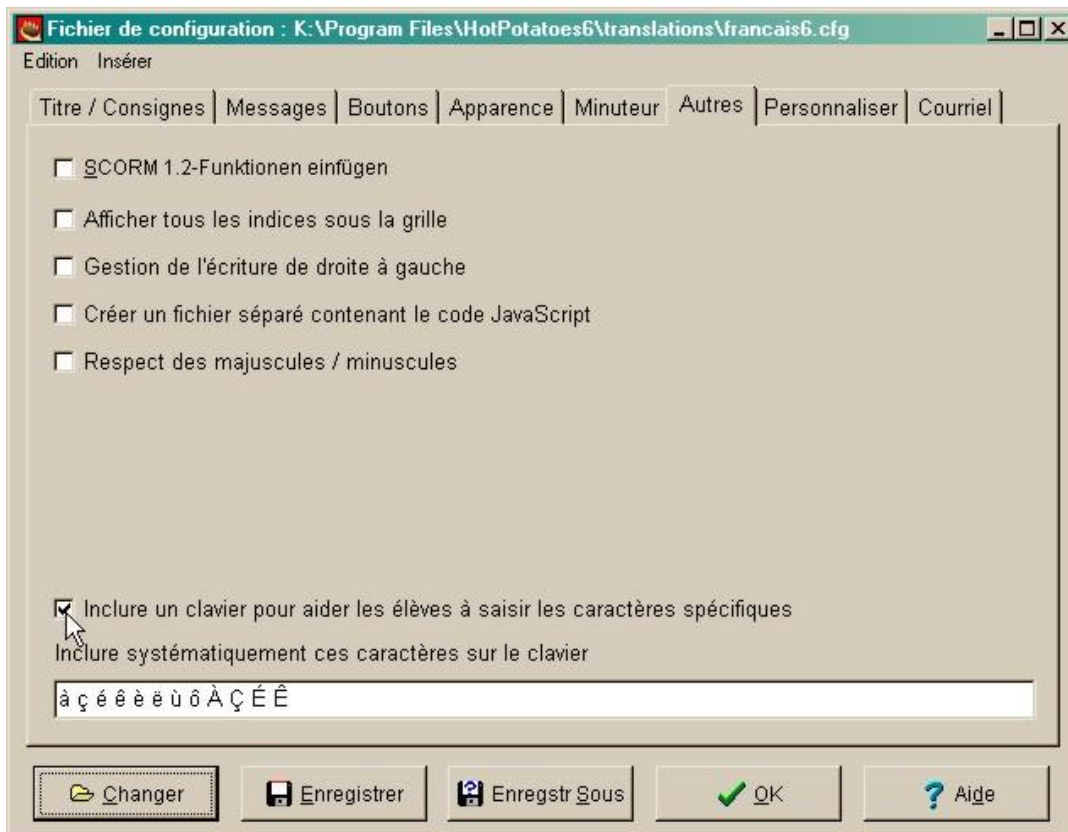 Fichier de configuration : K:\Program Files\HotPotatoes6\translations\francais6.cfg
Edition Insérer
Titre / Consignes Messages Boutons Apparence Minuteur Autres Personnaliser Courriel
SCORM 1.2-Funktionen einfügen
Afficher tous les indices sous la grille
Gestion de l'écriture de droite à gauche
Créer un fichier séparé contenant le code JavaScript
Respect des majuscules / minuscules
Inclure un clavier pour aider les élèves à saisir les caractères spécifiques
Inclure systématiquement ces caractères sur le clavier
à ç é ê è ë ù ô À Ç É Ê
Changer Enregistrer Enregstr Sous OK Aide